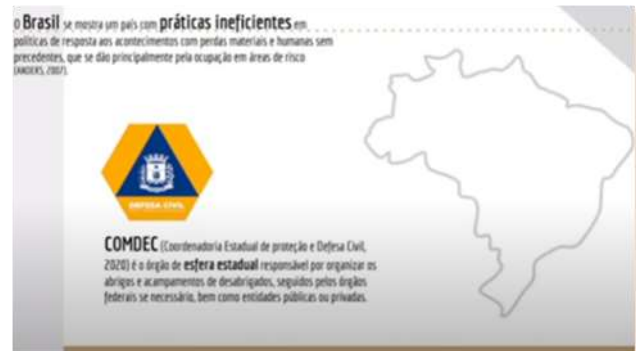 O Brasil se mostra um país com práticas ineficientes em
políticas de resposta aos acontecimentos com perdas materiais e humanas sem
precedentes, que se dão principalmente pela ocupação em áreas de risco
(ANDERS, 2007).
DEFESA CIVIL
COMDEC (Coordenadoria Estadual de proteção e Defesa Civil,
2020) é o órgão de esfera estadual responsável por organizar os
abrigos e acampamentos de desabrigados, seguidos pelos órgãos
federais se necessário, bem como entidades públicas ou privadas.